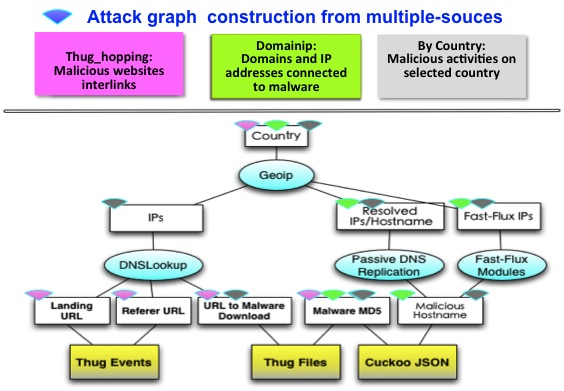 Attack graph  construction from multiple-souces
Thug_hopping:
Malicious websites
interlinks
Domainip:
Domains and IP
addresses connected
to malware
By Country:
Malicious activities on
selected country
Country
Geoip
IPs
Resolved
IPs/Hostname
Fast-Flux IPs
DNSLookup
Passive DNS
Replication
Fast-Flux
Modules
Landing
URL
Referer URL
URL to Malware
Download
Malware MD5
Malicious
Hostname
Thug Events
Thug Files
Cuckoo JSON